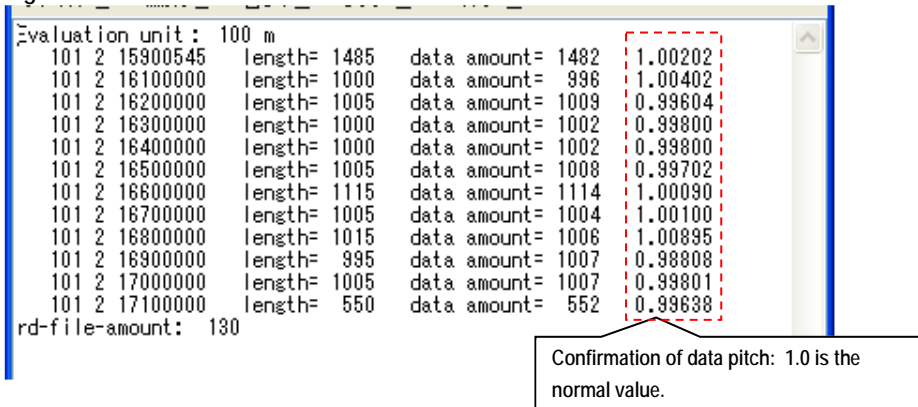 Evaluation unit: 100 m
101 2 15900545 length= 1485 data amount= 1482 1.00202
101 2 16100000 length= 1000 data amount= 996 1.00402
101 2 16200000 length= 1005 data amount= 1009 0.99604
101 2 16300000 length= 1000 data amount= 1002 0.99800
101 2 16400000 length= 1000 data amount= 1002 0.99800
101 2 16500000 length= 1005 data amount= 1008 0.99702
101 2 16600000 length= 1115 data amount= 1114 1.00090
101 2 16700000 length= 1005 data amount= 1004 1.00100
101 2 16800000 length= 1015 data amount= 1006 1.00895
101 2 16900000 length= 995 data amount= 1007 0.98808
101 2 17000000 length= 1005 data amount= 1007 0.99801
101 2 17100000 length= 550 data amount= 552 0.99638
rd-file-amount: 130
Confirmation of data pitch: 1.0 is the
normal value.